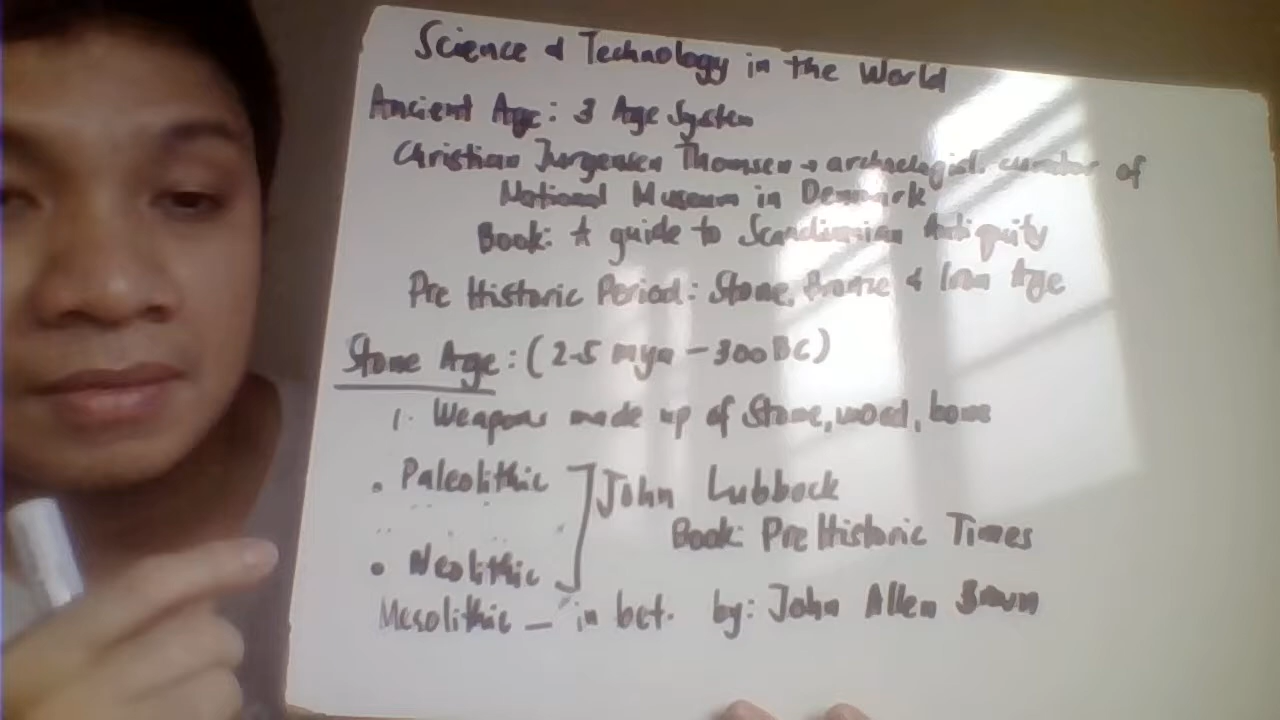 Science & Technology in the World
Ancient Age: 3 Age System
Christian Jurgensen Thomsen → archaelogist, curator of
National Museum in Denmark
Book: A guide to Scandinavian Antiquity
Pre Historic Period: Stone, Bronze & Iron Age
Stone Age: (2.5 mya - 300 BC)
1. Weapons made up of Stone, wood, bone
• Paleolithic ] John Lubbock
Book: Pre Historic Times
• Neolithic
Mesolithic - in bet. by: John Allen Brown